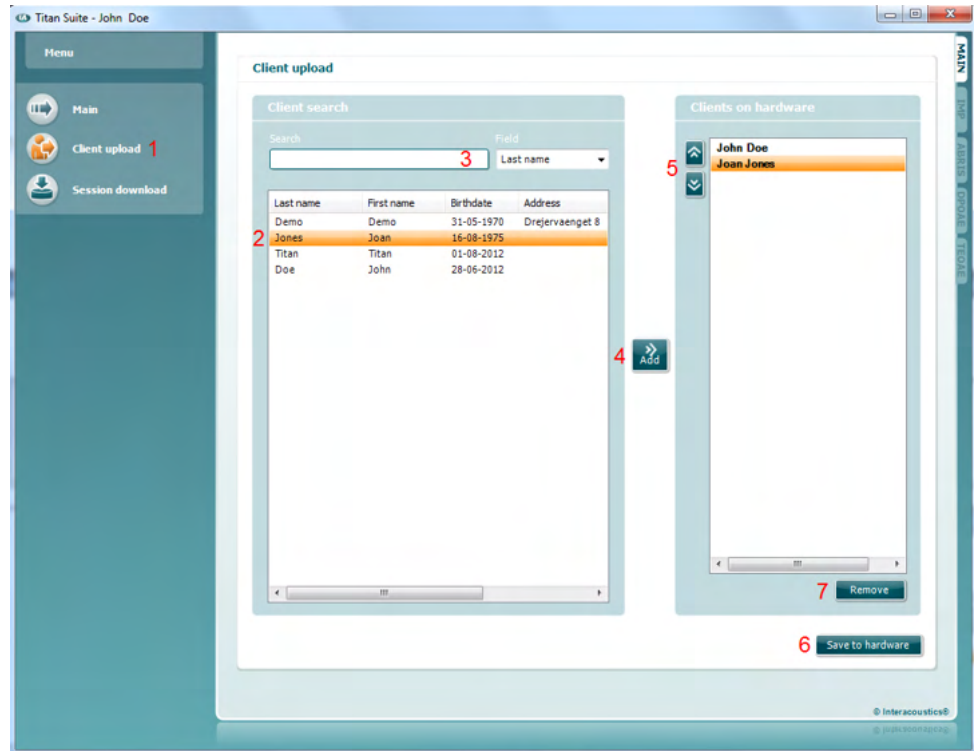 Titan Suite - John Doe
Menu
Main
Client upload 1
Session download
Client upload
Client search
Search Field
3 Last name
Last name First name Birthdate Address
Demo Demo 31-05-1970 Drejervaenget 8
2 Jones Joan 16-08-1975
Titan Titan 01-08-2012
Doe John 28-06-2012
4 Add
Clients on hardware
5
John Doe
Joan Jones
7 Remove
6 Save to hardware
MAIN
IMP
ABRIS
DPOAE
TEOAE
© Interacoustics®